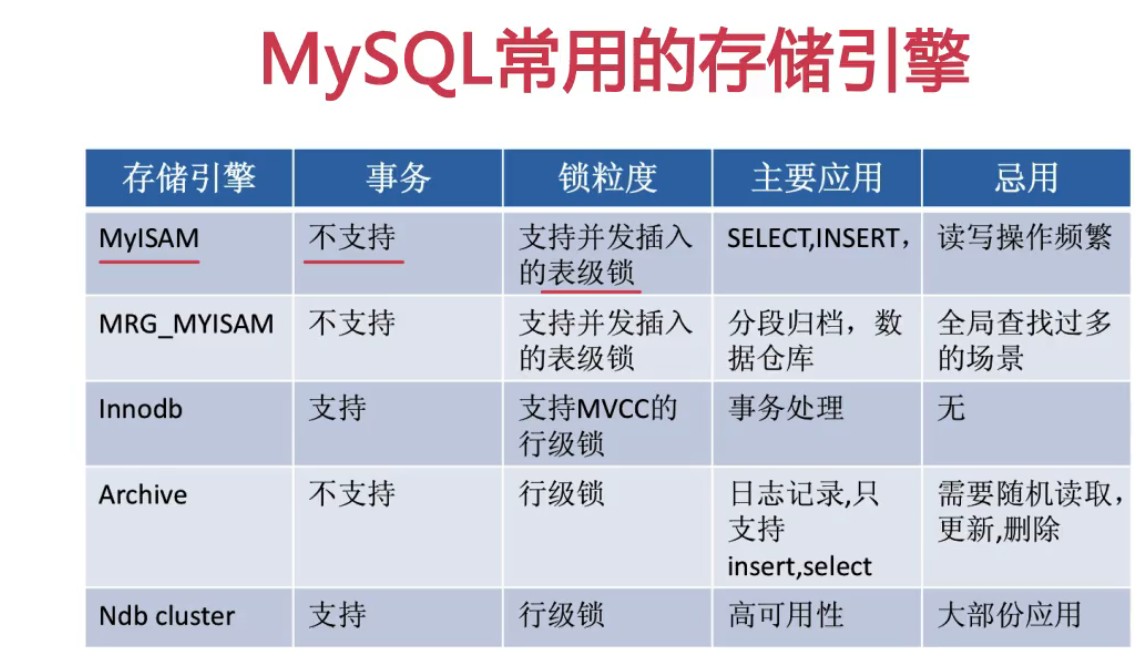 MySQL常用的存储引擎
存储引擎 事务 锁粒度 主要应用 忌用
MyISAM 不支持 支持并发插入 SELECT,INSERT， 读写操作频繁
的表级锁
MRG_MYISAM 不支持 支持并发插入 分段归档，数 全局查找过多
的表级锁 据仓库 的场景
Innodb 支持 支持MVCC的 事务处理 无
行级锁
Archive 不支持 行级锁 日志记录,只 需要随机读取，
支持 更新,删除
insert,select
Ndb cluster 支持 行级锁 高可用性 大部份应用